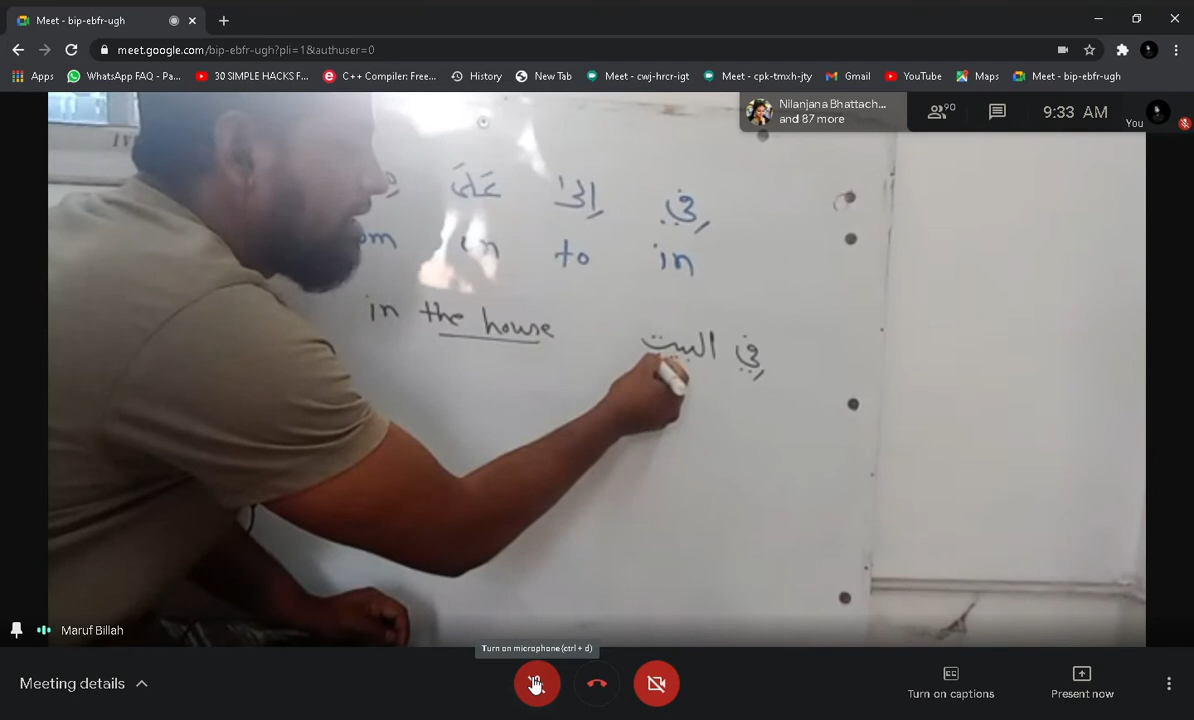 Meet - bip-ebfr-ugh
meet.google.com/bip-ebfr-ugh?pli=1&authuser=0
Apps WhatsApp FAQ - Pa... 30 SIMPLE HACKS F... C++ Compiler: Free... History New Tab Meet - cwj-hrcr-igt Meet - cpk-tmxh-jty Gmail YouTube Maps Meet - bip-ebfr-ugh
Nilanjana Bhattach...
and 87 more
90
9:33 AM
You
فِي إِلىٰ عَلَىَ
in to on om
in the house
فِي البيت
Maruf Billah
Turn on microphone (ctrl + d)
Meeting details
Turn on captions
Present now